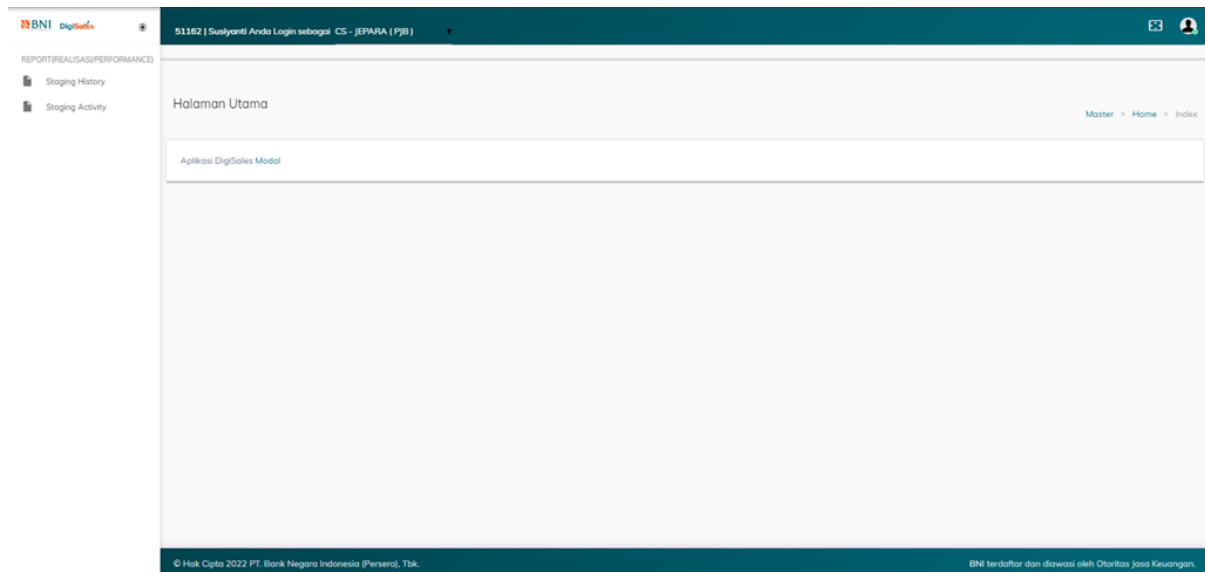 BNI DigiSales
51162 | Susiyanti Anda Login sebagai CS - JEPARA ( PJB )
REPORT(REALISASI/PERFORMANCE)
Staging History
Staging Activity
Halaman Utama
Master > Home > Index
Aplikasi DigiSales Modal
© Hak Cipta 2022 PT. Bank Negara Indonesia (Persero), Tbk.
BNI terdaftar dan diawasi oleh Otoritas Jasa Keuangan.